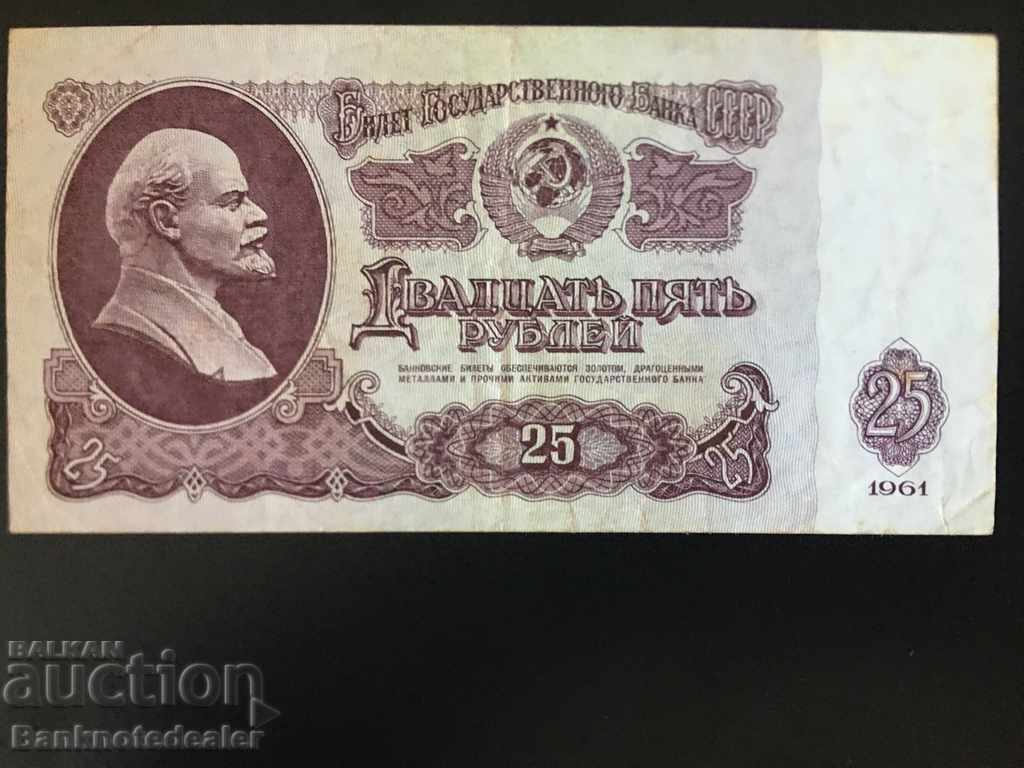 Билет Государственного Банка СССР
Двадцать пять
рублей
БАНКОВСКИЕ БИЛЕТЫ ОБЕСПЕЧИВАЮТСЯ ЗОЛОТОМ, ДРАГОЦЕННЫМИ
МЕТАЛЛАМИ И ПРОЧИМИ АКТИВАМИ ГОСУДАРСТВЕННОГО БАНКА
25
25
25
25
1961
BALKAN
auction
Banknotedealer